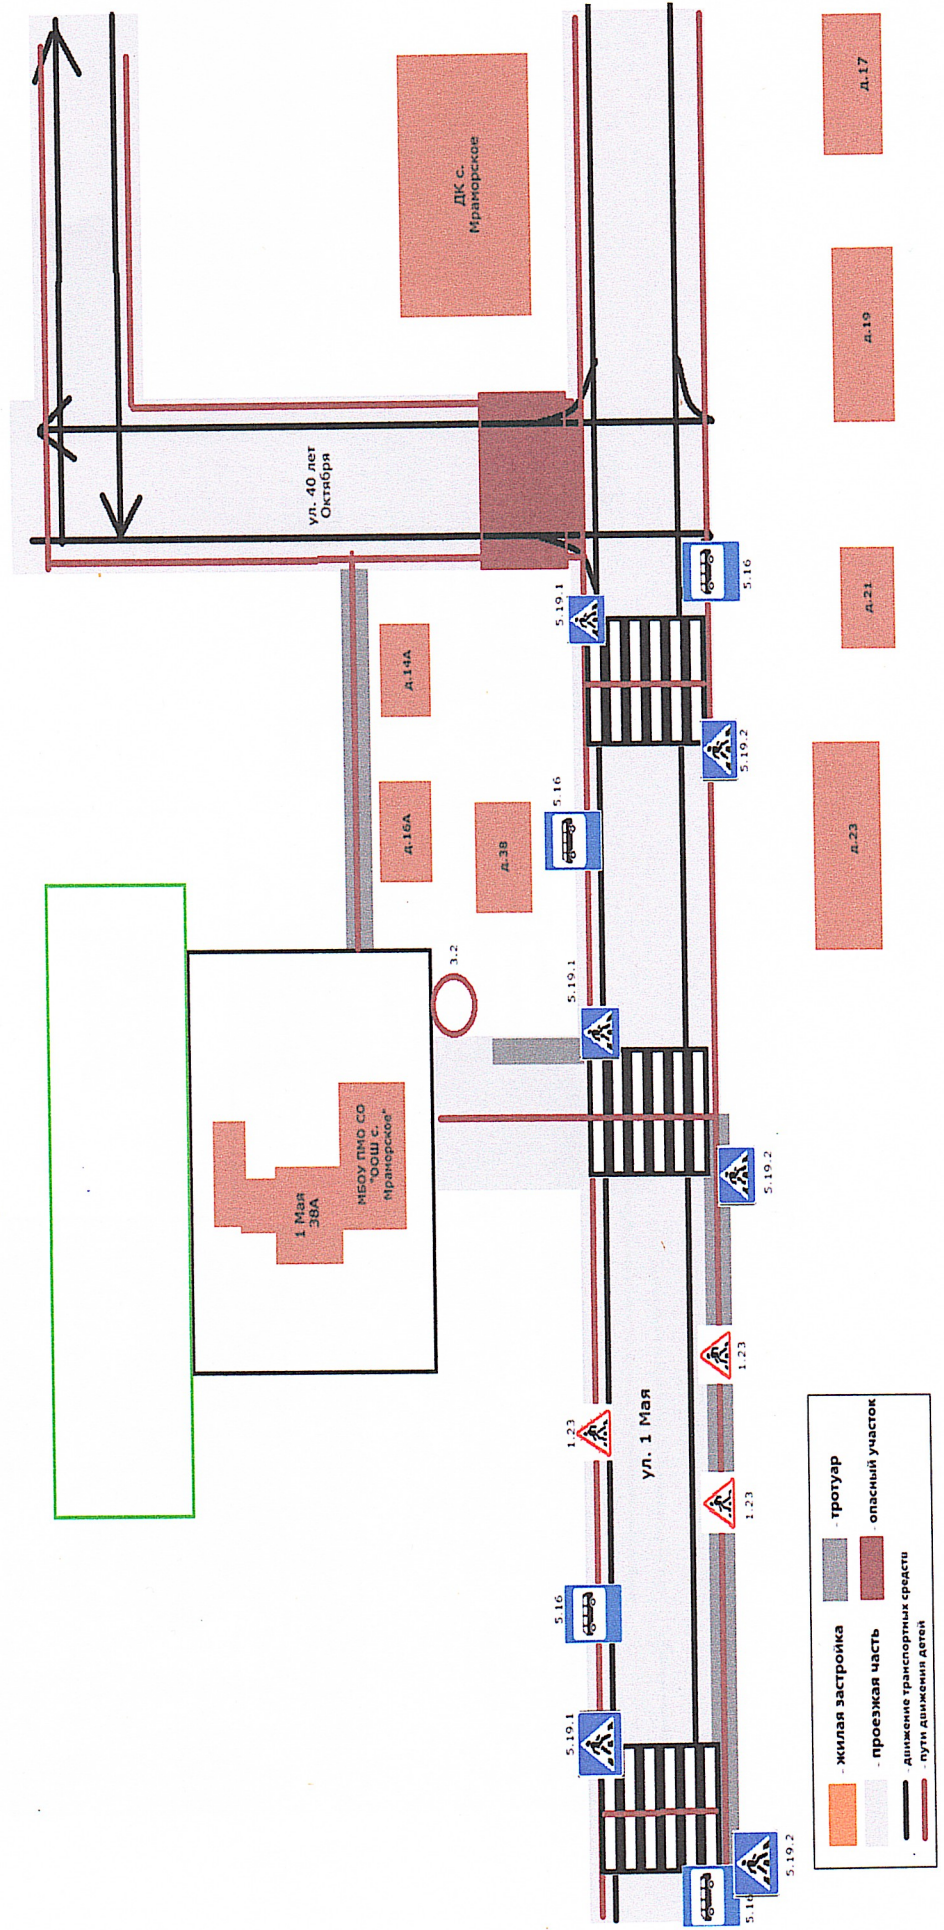 ул. 40 лет
Октября
ДК с.
Мраморское
д.14А
д.16А
д.38
3.2
1 Мая
38А
МБОУ ПМО СО
"ООШ с.
Мраморское"
5.19.1
5.16
5.19.2
5.16
5.19.1
5.19.2
1.23
1.23
1.23
ул. 1 Мая
5.16
5.19.1
5.19.2
5.16
д.17
д.19
д.21
д.23
- жилая застройка
- тротуар
- проезжая часть
- опасный участок
- движение транспортных средств
- пути движения детей